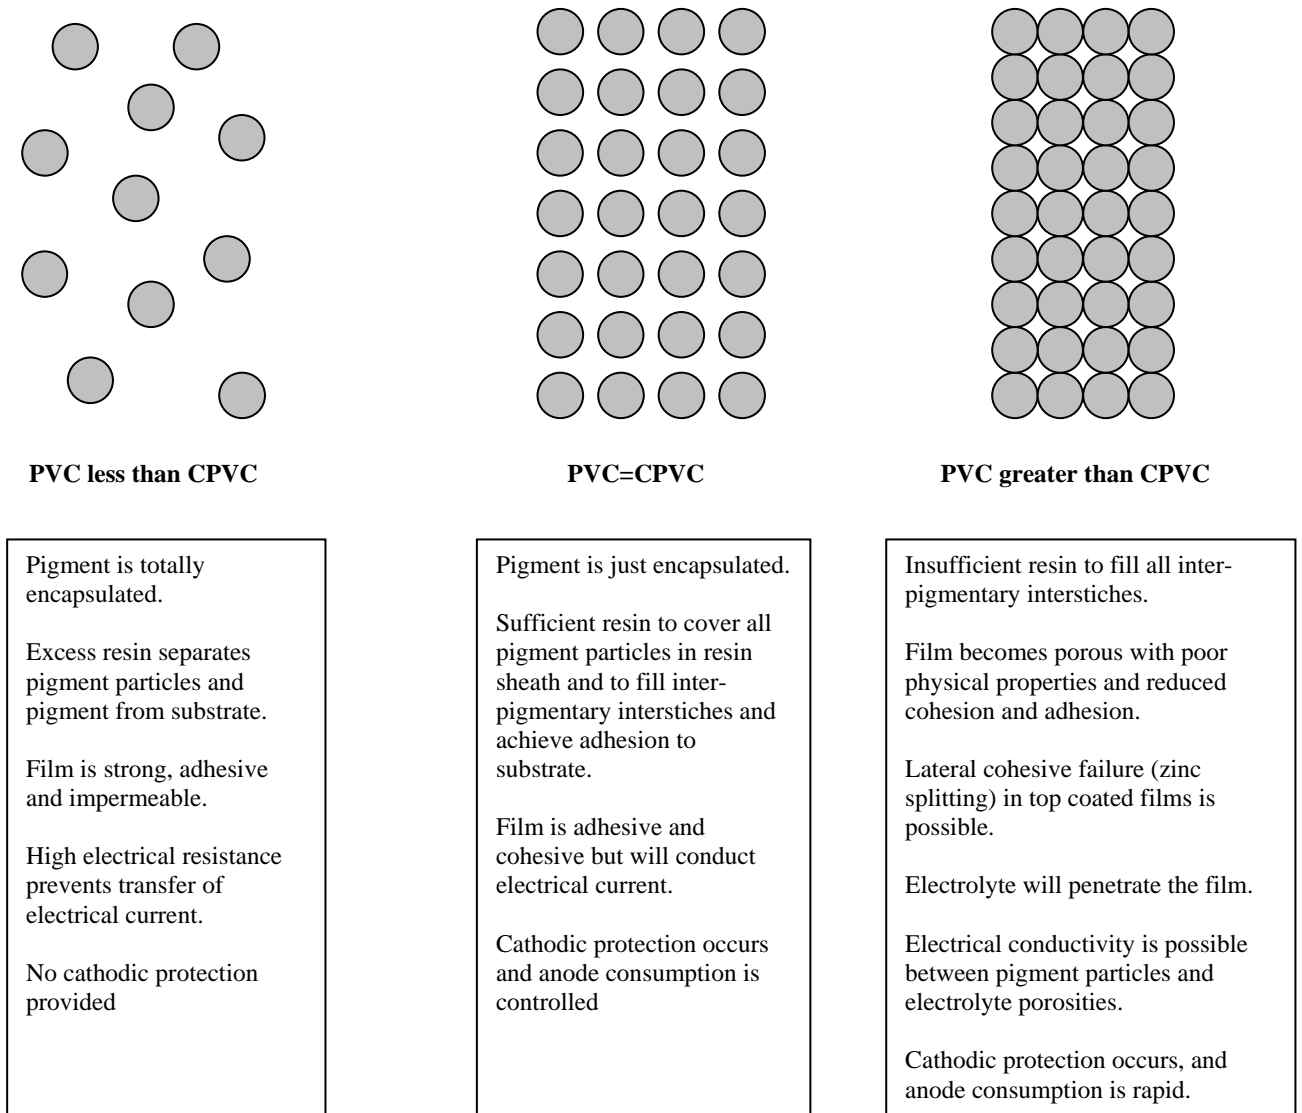 PVC less than CPVC
PVC=CPVC
PVC greater than CPVC
Pigment is totally
encapsulated.
Excess resin separates
pigment particles and
pigment from substrate.
Film is strong, adhesive
and impermeable.
High electrical resistance
prevents transfer of
electrical current.
No cathodic protection
provided
Pigment is just encapsulated.
Sufficient resin to cover all
pigment particles in resin
sheath and to fill inter-
pigmentary interstiches and
achieve adhesion to
substrate.
Film is adhesive and
cohesive but will conduct
electrical current.
Cathodic protection occurs
and anode consumption is
controlled
Insufficient resin to fill all inter-
pigmentary interstiches.
Film becomes porous with poor
physical properties and reduced
cohesion and adhesion.
Lateral cohesive failure (zinc
splitting) in top coated films is
possible.
Electrolyte will penetrate the film.
Electrical conductivity is possible
between pigment particles and
electrolyte porosities.
Cathodic protection occurs, and
anode consumption is rapid.